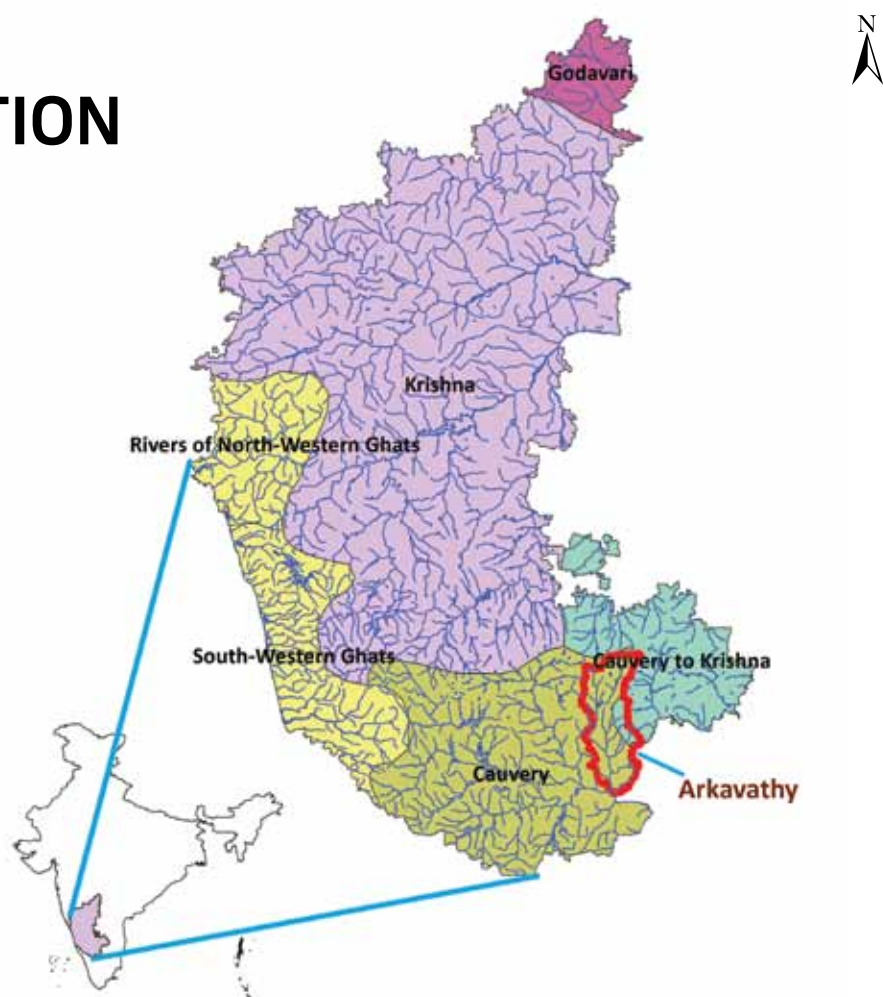 N
Godavari
TION
Krishna
Rivers of North-Western Ghats
South-Western Ghats
Cauvery to Krishna
Cauvery
Arkavathy